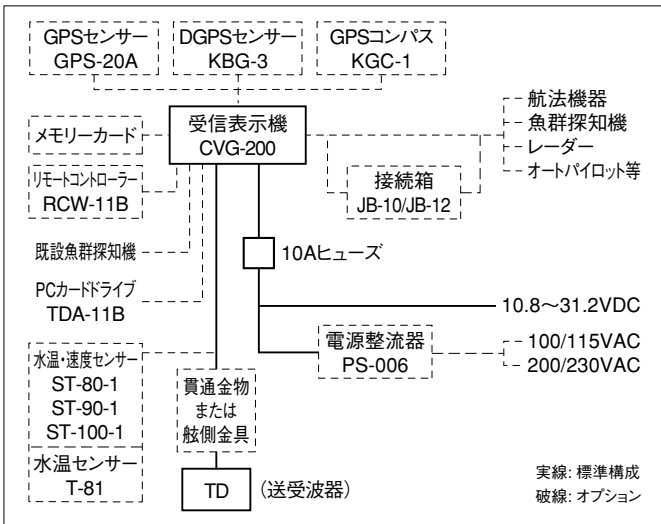 GPSセンサー
GPS-20A
DGPSセンサー
KBG-3
GPSコンパス
KGC-1
メモリーカード
受信表示機
CVG-200
航法機器
魚群探知機
レーダー
オートパイロット等
リモートコントローラー
RCW-11B
接続箱
JB-10/JB-12
既設魚群探知機
10Aヒューズ
PCカードドライブ
TDA-11B
10.8〜31.2VDC
電源整流器
PS-006
100/115VAC
200/230VAC
水温・速度センサー
ST-80-1
ST-90-1
ST-100-1
貫通金物
または
舷側金具
水温センサー
T-81
TD
(送受波器)
実線: 標準構成
破線: オプション